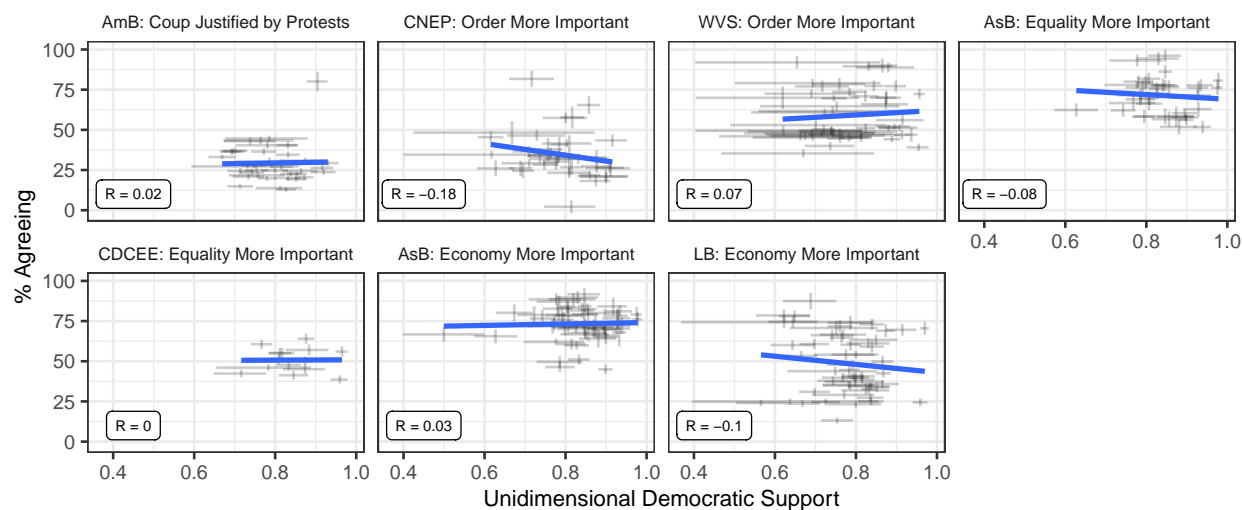 AmB: Coup Justified by Protests CNEP: Order More Important WVS: Order More Important AsB: Equality More Important
100
75
50
25
0
R = 0.02 R = −0.18 R = 0.07 R = −0.08
0.4 0.6 0.8 1.0
CDCEE: Equality More Important AsB: Economy More Important LB: Economy More Important
100
75
50
25
0
R = 0 R = 0.03 R = −0.1
0.4 0.6 0.8 1.0 0.4 0.6 0.8 1.0 0.4 0.6 0.8 1.0
% Agreeing
Unidimensional Democratic Support